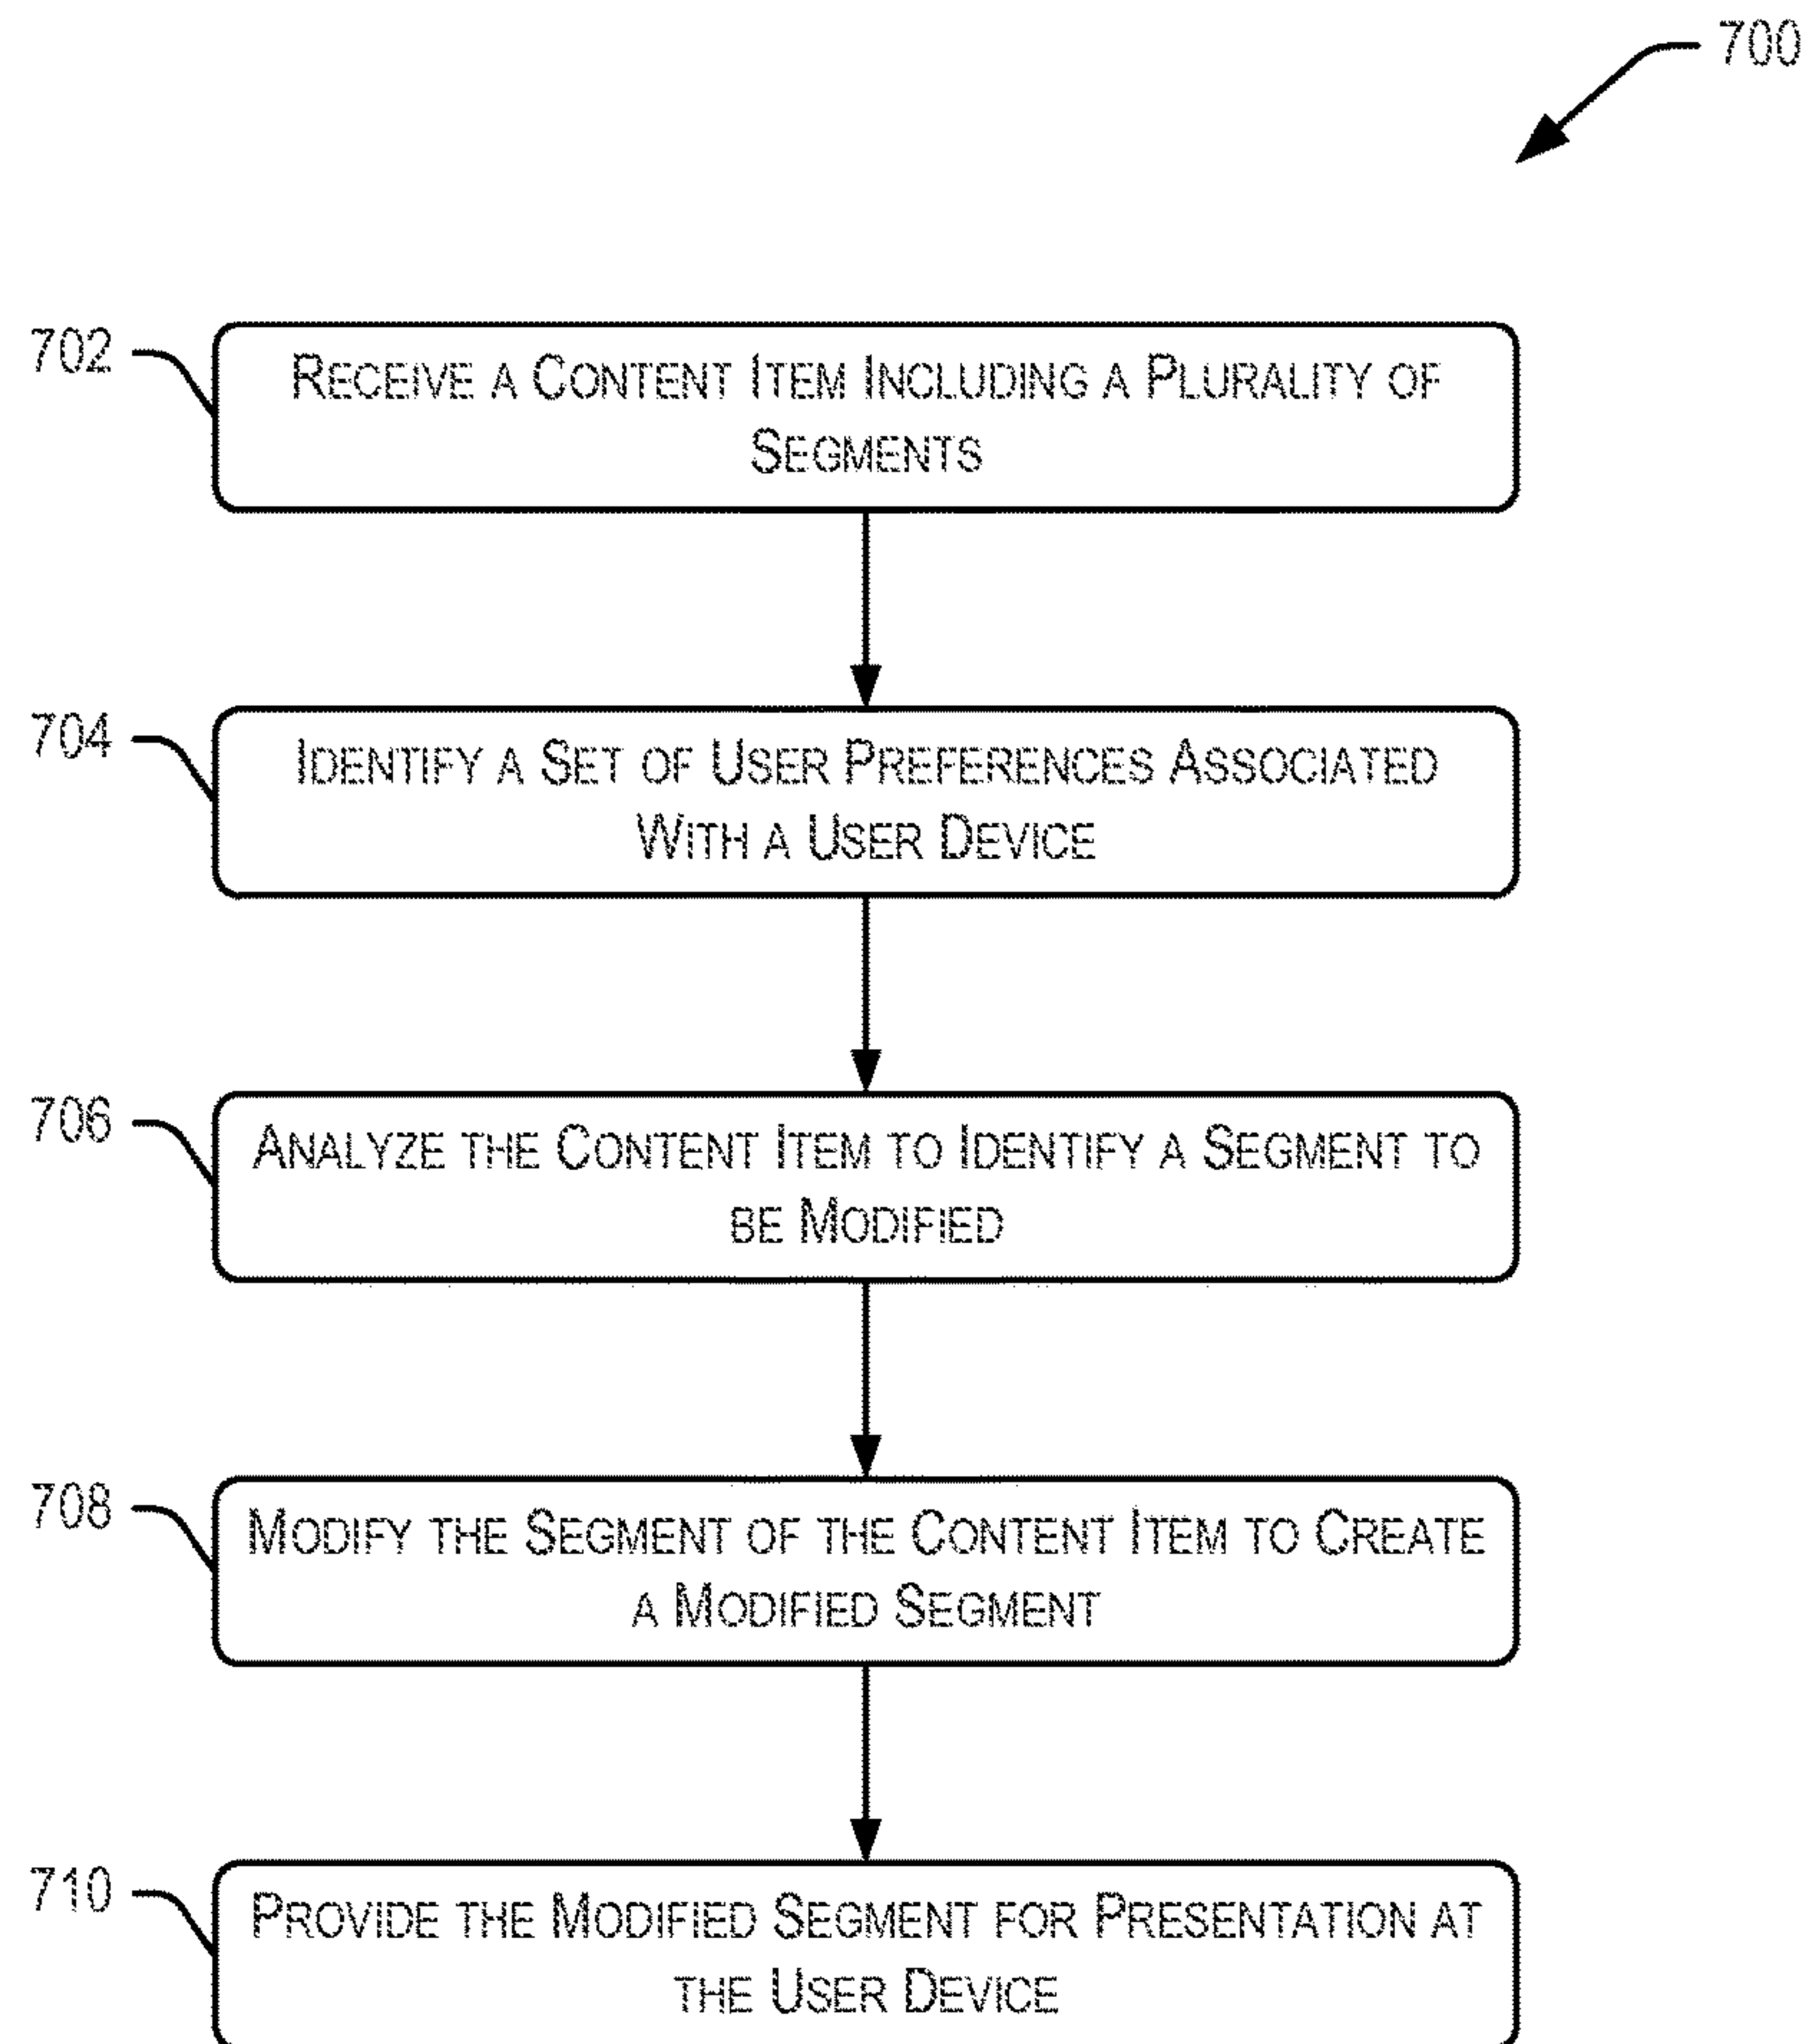 700
702
RECEIVE A CONTENT ITEM INCLUDING A PLURALITY OF
SEGMENTS
704
IDENTIFY A SET OF USER PREFERENCES ASSOCIATED
WITH A USER DEVICE
706
ANALYZE THE CONTENT ITEM TO IDENTIFY A SEGMENT TO
BE MODIFIED
708
MODIFY THE SEGMENT OF THE CONTENT ITEM TO CREATE
A MODIFIED SEGMENT
710
PROVIDE THE MODIFIED SEGMENT FOR PRESENTATION AT
THE USER DEVICE